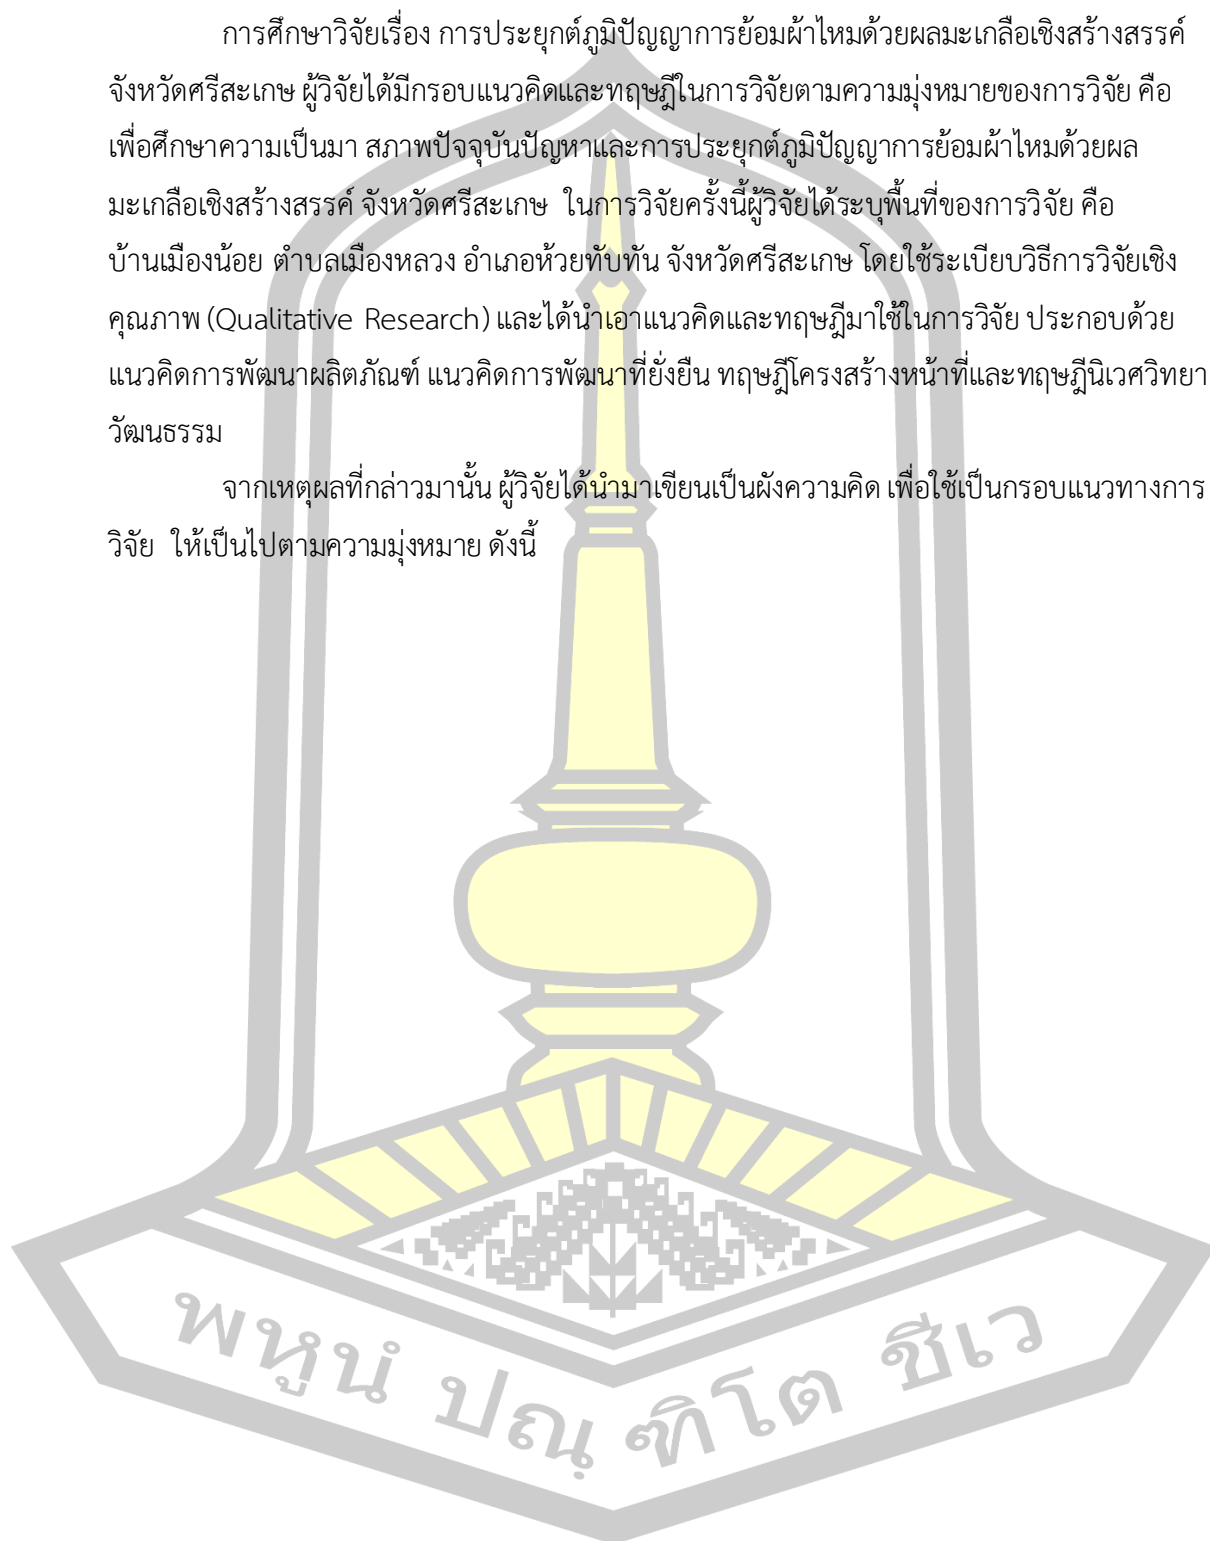 การศึกษาวิจัยเรื่อง การประยุกต์ภูมิปัญญาการย้อมผ้าไหมด้วยผลมะเกลือเชิงสร้างสรรค์
จังหวัดศรีสะเกษ ผู้วิจัยได้มีกรอบแนวคิดและทฤษฎีในการวิจัยตามความมุ่งหมายของการวิจัย คือ
เพื่อศึกษาความเป็นมา สภาพปัจจุบันปัญหาและการประยุกต์ภูมิปัญญาการย้อมผ้าไหมด้วยผล
มะเกลือเชิงสร้างสรรค์ จังหวัดศรีสะเกษ ในการวิจัยครั้งนี้ผู้วิจัยได้ระบุพื้นที่ของการวิจัย คือ
บ้านเมืองน้อย ตำบลเมืองหลวง อำเภอห้วยทับทัน จังหวัดศรีสะเกษ โดยใช้ระเบียบวิธีการวิจัยเชิง
คุณภาพ (Qualitative Research) และได้นำเอาแนวคิดและทฤษฎีมาใช้ในการวิจัย ประกอบด้วย
แนวคิดการพัฒนาผลิตภัณฑ์ แนวคิดการพัฒนาที่ยั่งยืน ทฤษฎีโครงสร้างหน้าที่และทฤษฎีนิเวศวิทยา
วัฒนธรรม
จากเหตุผลที่กล่าวมานั้น ผู้วิจัยได้นำมาเขียนเป็นผังความคิด เพื่อใช้เป็นกรอบแนวทางการ
วิจัย ให้เป็นไปตามความมุ่งหมาย ดังนี้
พหูนํ ปณฺ ฑิโต ชีเว